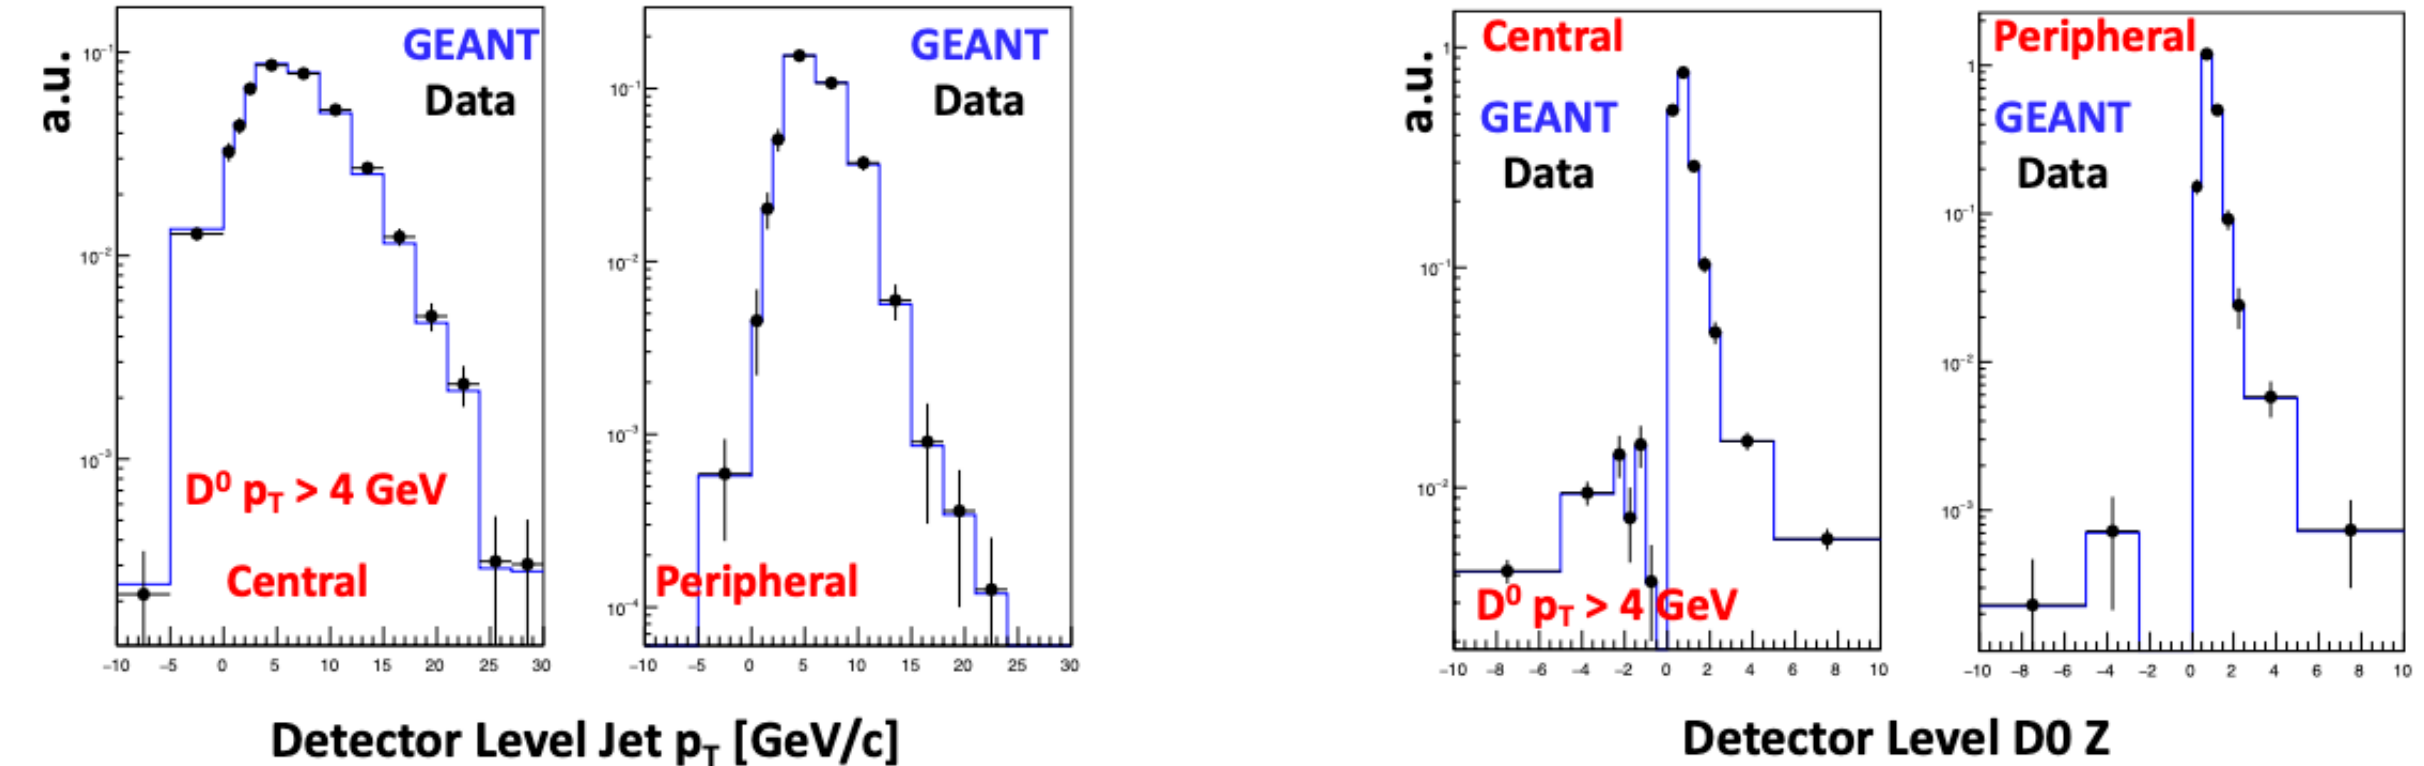 a.u.
GEANT
Data
10⁻¹
10⁻²
10⁻³
D⁰ pT > 4 GeV
Central
-10 -5 0 5 10 15 20 25 30
GEANT
Data
10⁻¹
10⁻²
10⁻³
10⁻⁴
Peripheral
-10 -5 0 5 10 15 20 25 30
Detector Level Jet pT [GeV/c]
a.u.
Central
GEANT
Data
1
10⁻¹
10⁻²
D⁰ pT > 4 GeV
-10 -8 -6 -4 -2 0 2 4 6 8 10
Peripheral
GEANT
Data
1
10⁻¹
10⁻²
10⁻³
-10 -8 -6 -4 -2 0 2 4 6 8 10
Detector Level D0 Z